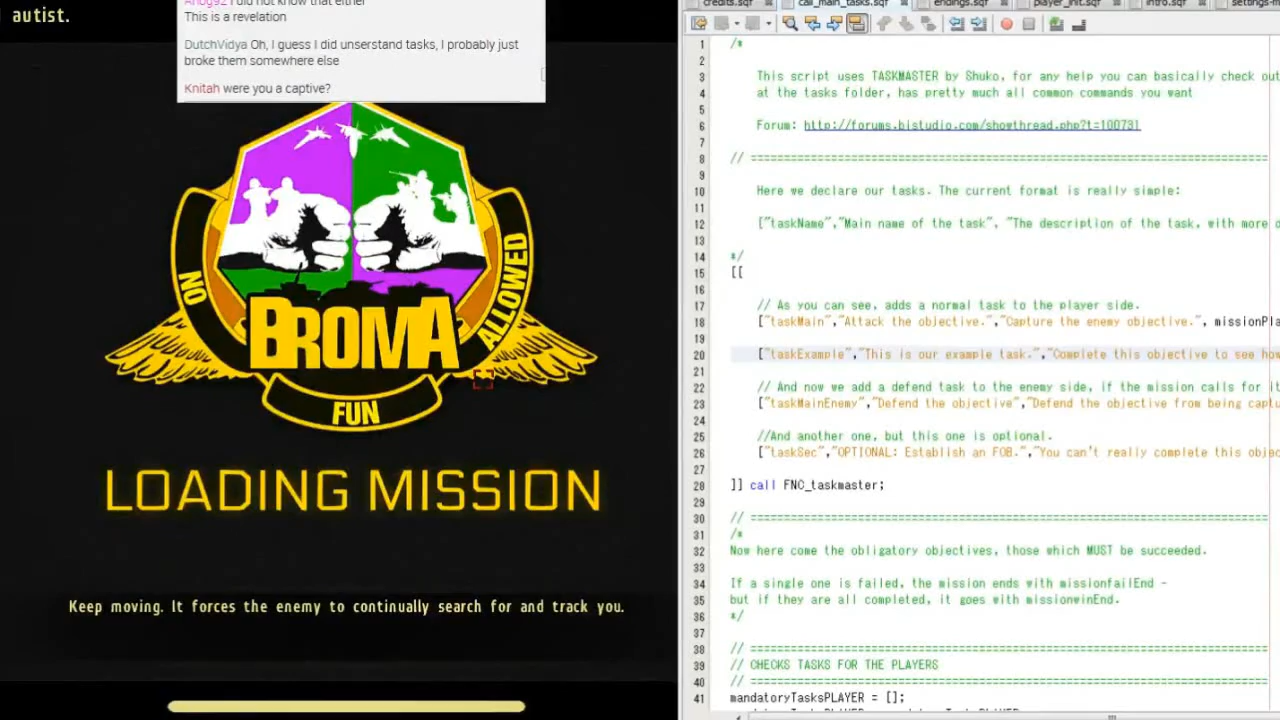 autist.
I did not know that either
This is a revelation
DutchVidya Oh, I guess I did unserstand tasks, I probably just
broke them somewhere else
Knitah were you a captive?
NO
ALLOWED
BROMA
FUN
LOADING MISSION
Keep moving. It forces the enemy to continually search for and track you.
credits.sqf
call_main_tasks.sqf
endings.sqf
player_init.sqf
intro.sqf
1 /*
2
3 This script uses TASKMASTER by Shuko, for any help you can basically check out
4 at the tasks folder, has pretty much all common commands you want
5
6 Forum: http://forums.bistudio.com/showthread.php?t=100731
7
8 // ========================================================================
9
10 Here we declare our tasks. The current format is really simple:
11
12 ["taskName","Main name of the task", "The description of the task, with more
13
14 */
15 [[
16
17 // As you can see, adds a normal task to the player side.
18 ["taskMain","Attack the objective.","Capture the enemy objective.", missionPla
19
20 ["taskExample","This is our example task.","Complete this objective to see how
21
22 // And now we add a defend task to the enemy side, if the mission calls for
23 ["taskMainEnemy","Defend the objective","Defend the objective from being captu
24
25 //And another one, but this one is optional.
26 ["taskSec","OPTIONAL: Establish an FOB.","You can't really complete this objec
27
28 ]] call FNC_taskmaster;
29
30 // ========================================================================
31 /*
32 Now here come the obligatory objectives, those which MUST be succeeded.
33
34 If a single one is failed, the mission ends with missionfailEnd -
35 but if they are all completed, it goes with missionwinEnd.
36 */
37
38 // ========================================================================
39 // CHECKS TASKS FOR THE PLAYERS
40 // ========================================================================
41 mandatoryTasksPLAYER = [];